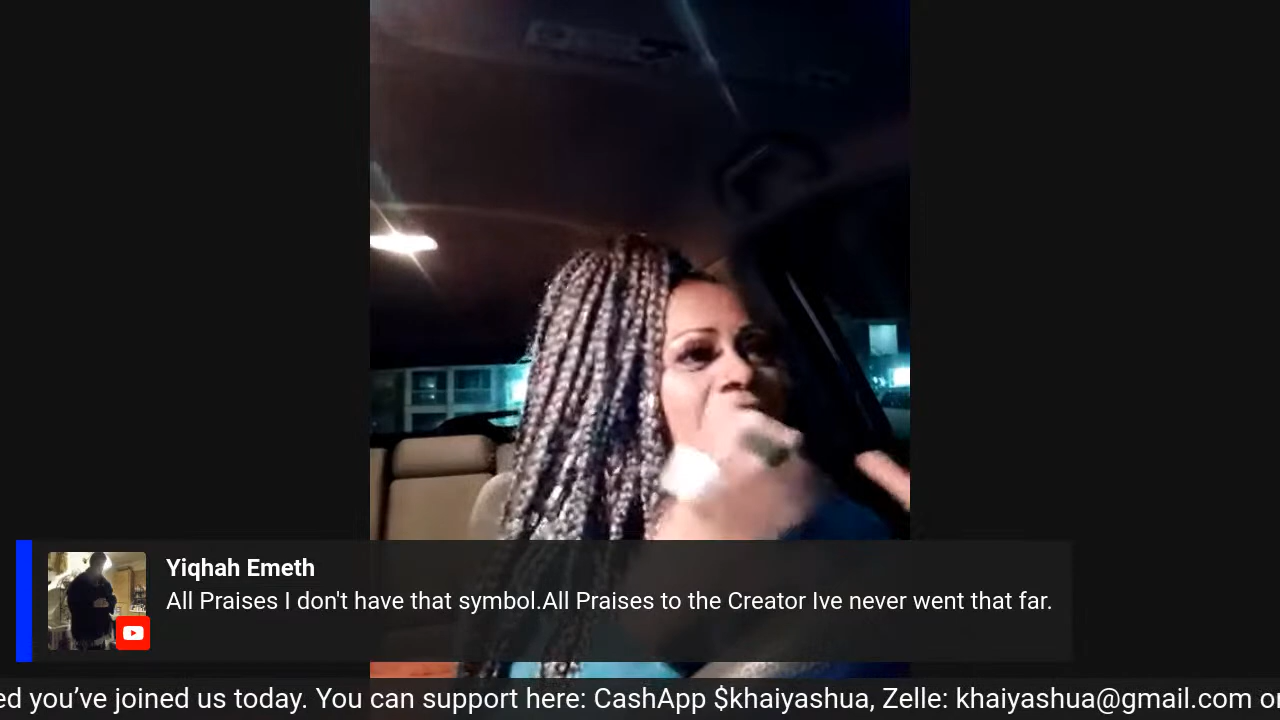 Yiqhah Emeth
All Praises I don't have that symbol.All Praises to the Creator Ive never went that far.
ed you’ve joined us today. You can support here: CashApp $khaiyashua, Zelle: khaiyashua@gmail.com o